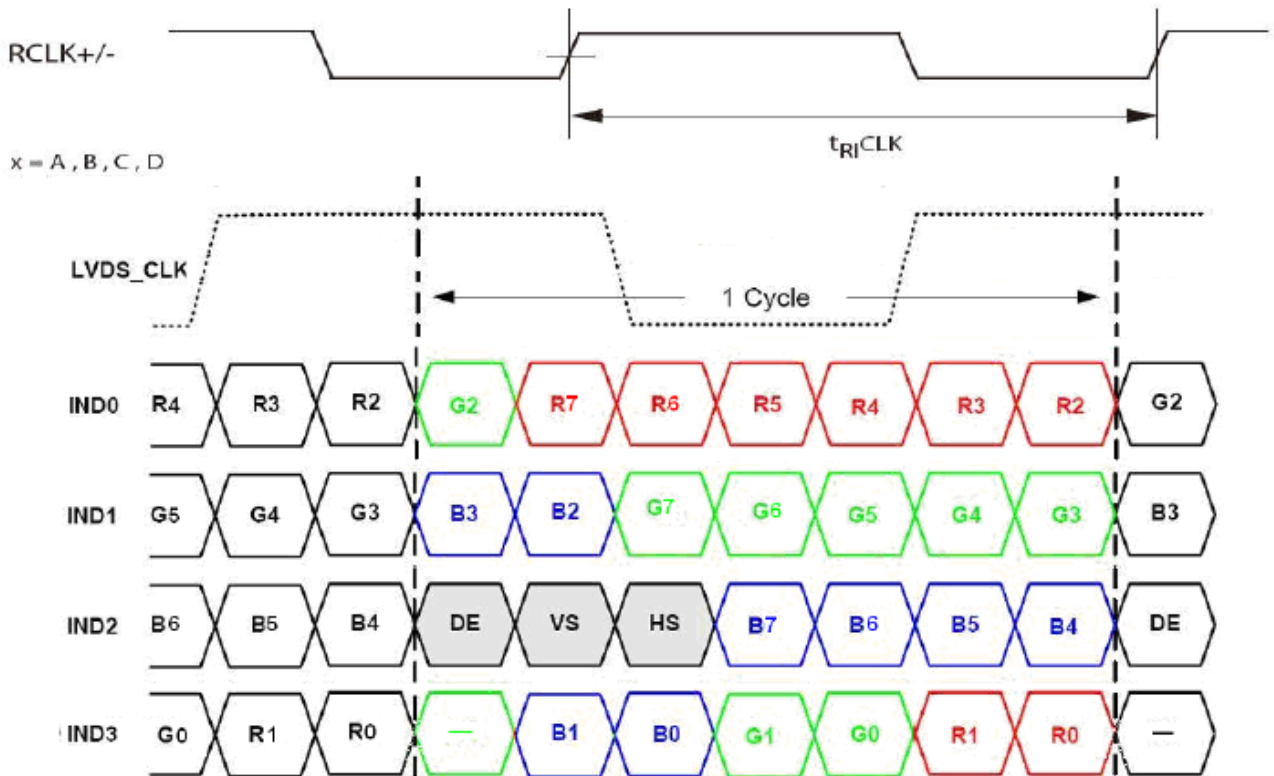 RCLK+/-
t_RI CLK
x = A , B , C , D
LVDS_CLK
1 Cycle
IND0 R4 R3 R2 G2 R7 R6 R5 R4 R3 R2 G2
IND1 G5 G4 G3 B3 B2 G7 G6 G5 G4 G3 B3
IND2 B6 B5 B4 DE VS HS B7 B6 B5 B4 DE
IND3 G0 R1 R0 — B1 B0 G1 G0 R1 R0 —